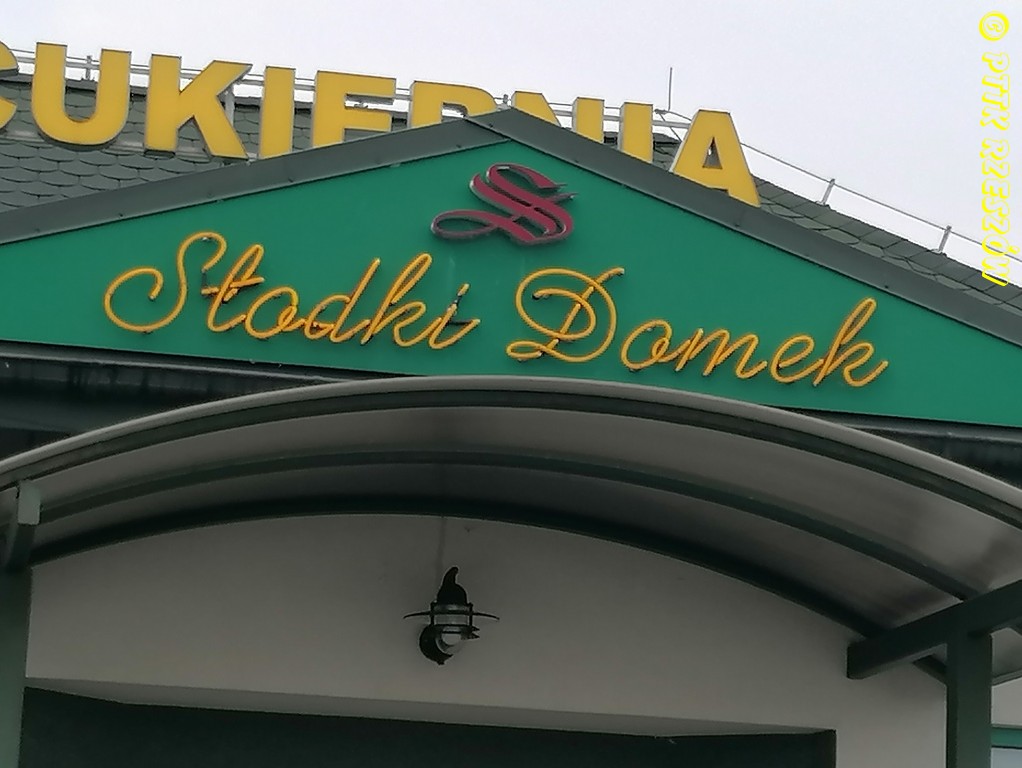 CUKIERNIA
S
Słodki Domek
© PTTK RZESZÓW